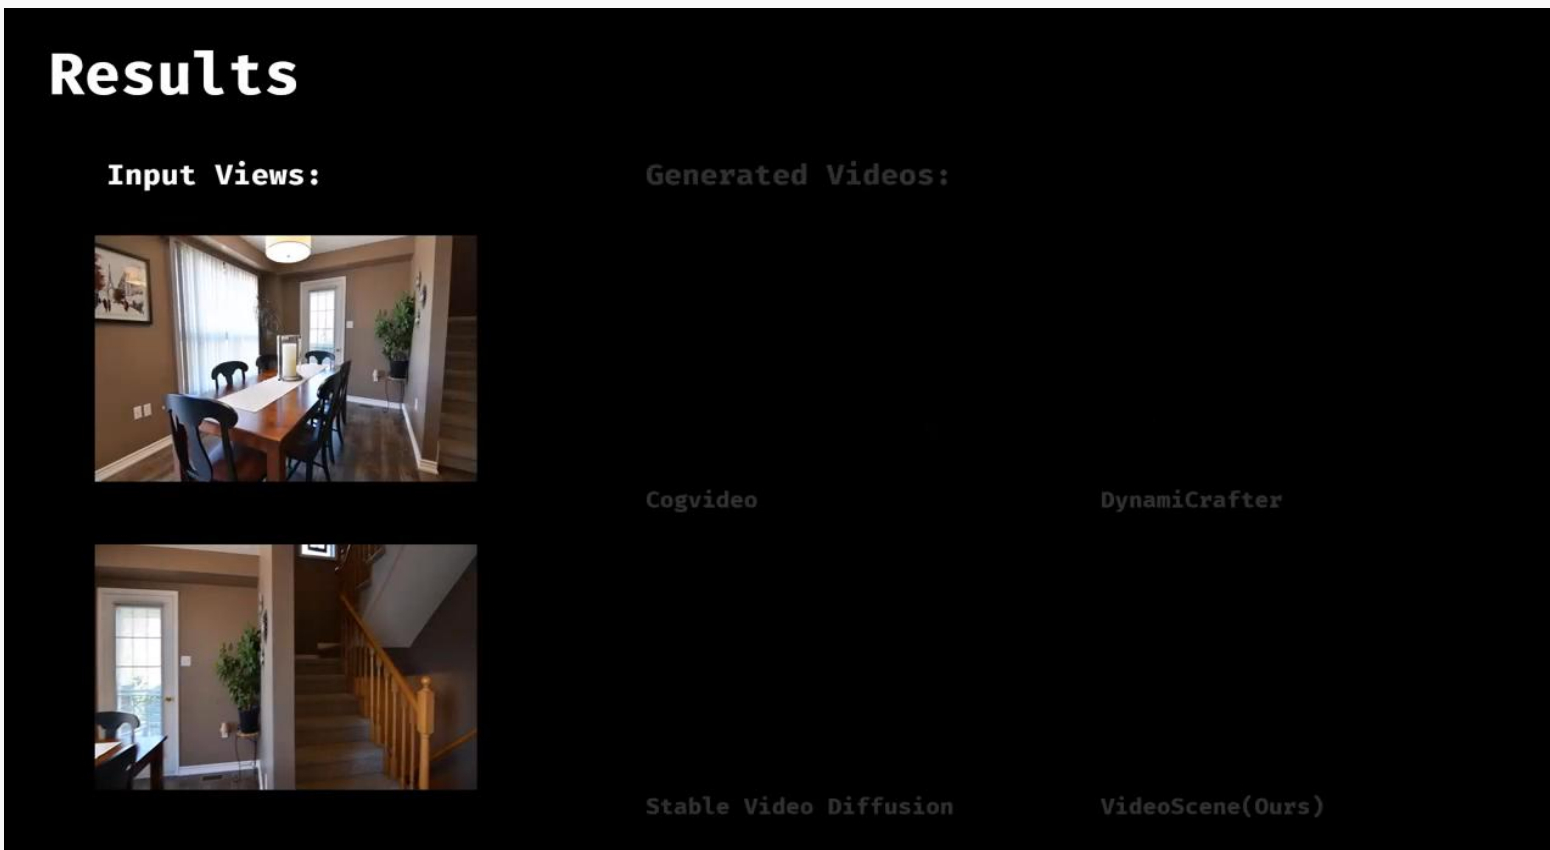 Results
Input Views:
Generated Videos:
Cogvideo
DynamiCrafter
Stable Video Diffusion
VideoScene(Ours)